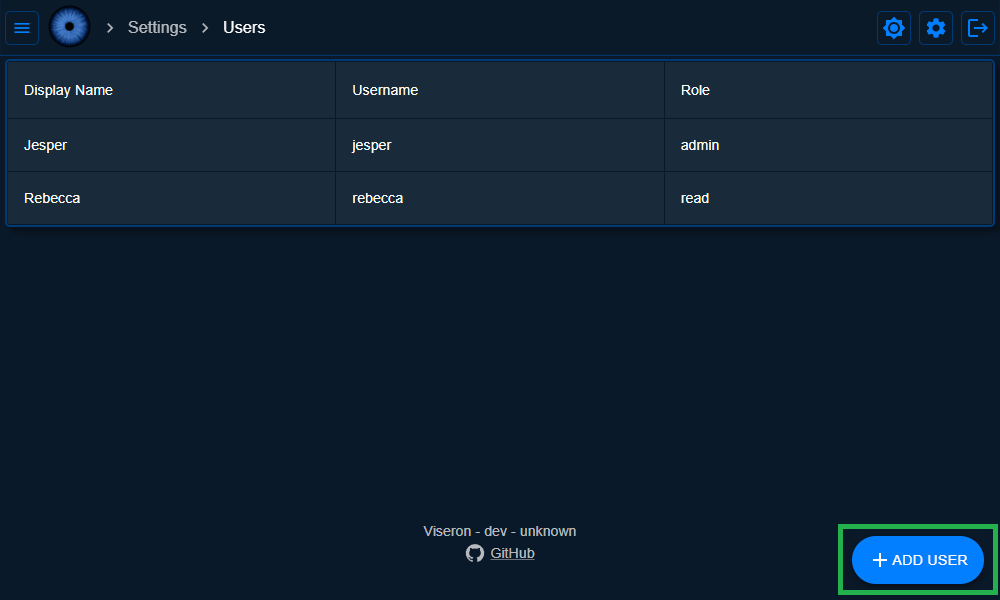 Settings > Users
Display Name Username Role
Jesper jesper admin
Rebecca rebecca read
Viseron - dev - unknown
GitHub
+ ADD USER